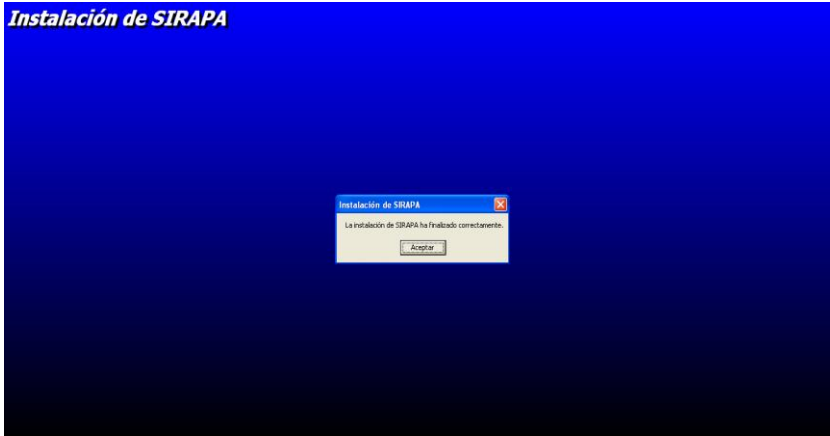 Instalación de SIRAPA
Instalación de SIRAPA
La instalación de SIRAPA ha finalizado correctamente.
Aceptar